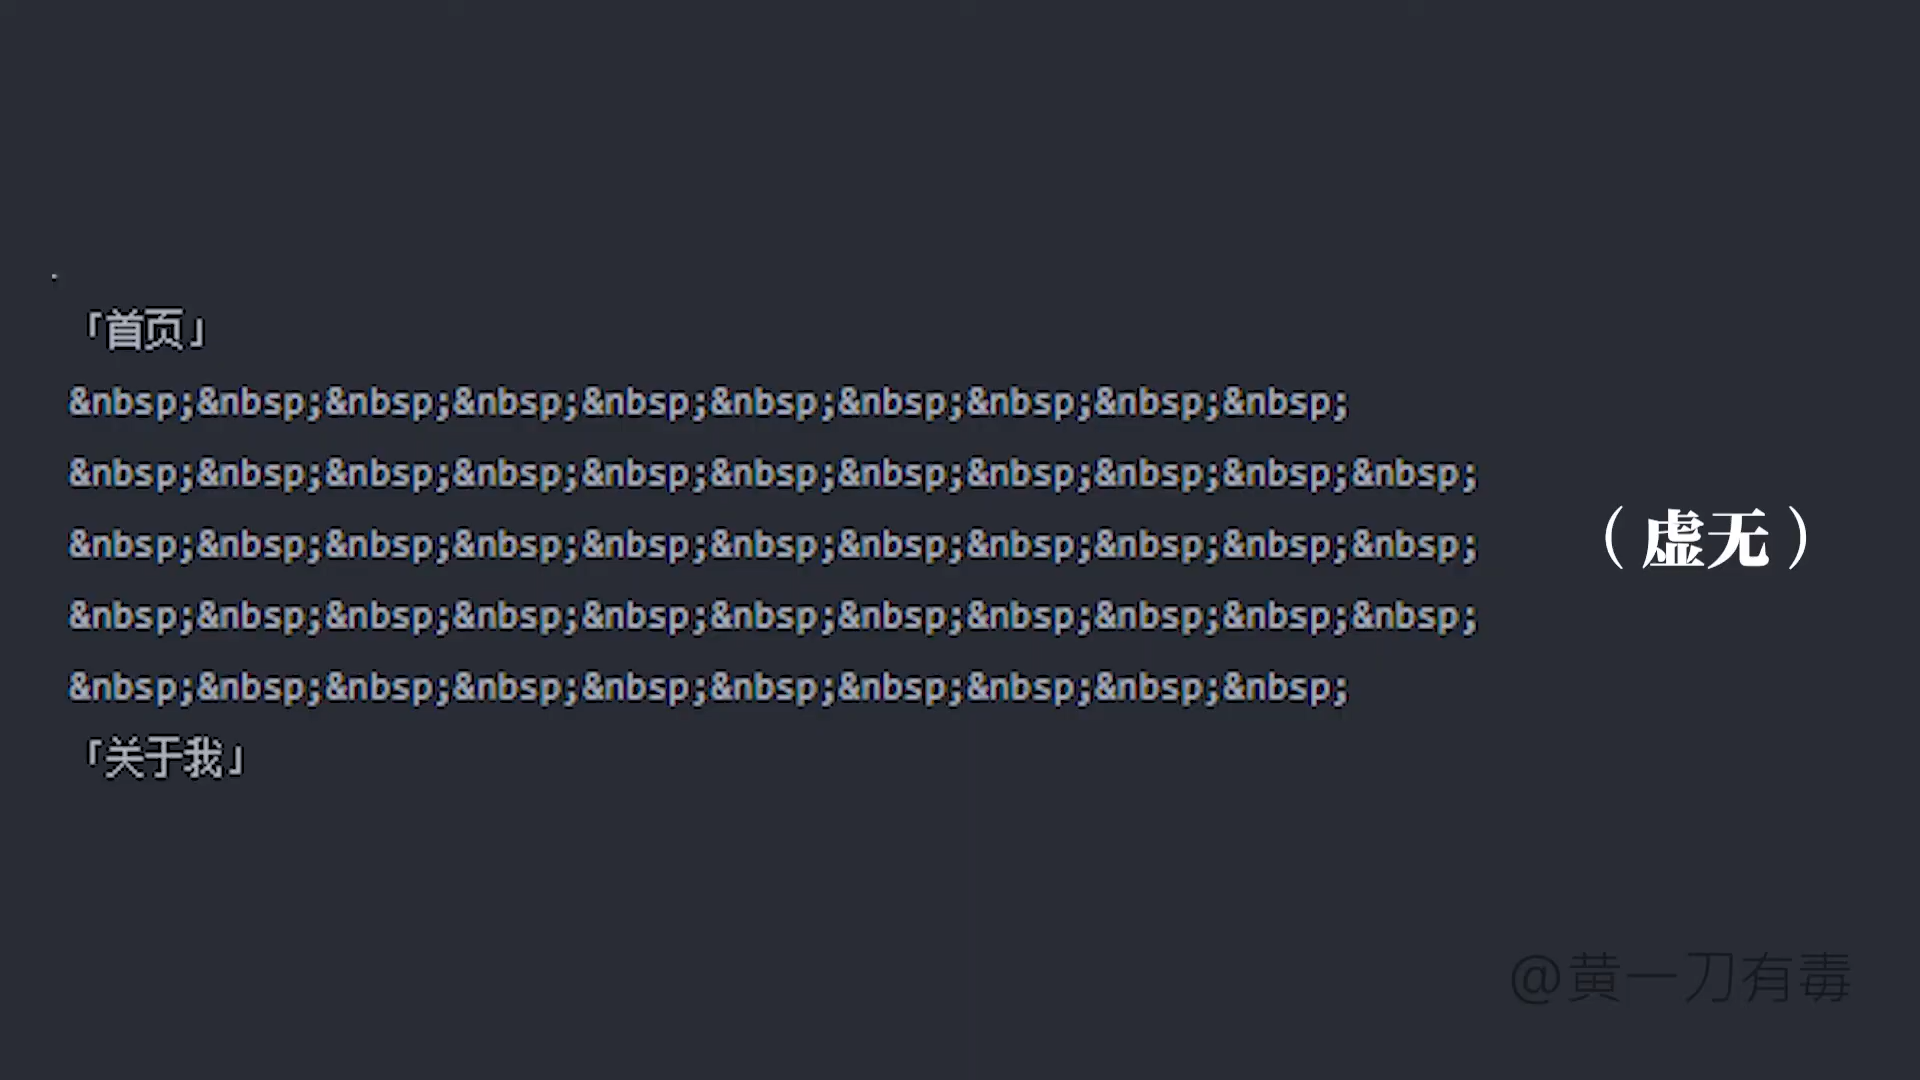 「首页」
&nbsp;&nbsp;&nbsp;&nbsp;&nbsp;&nbsp;&nbsp;&nbsp;&nbsp;&nbsp;
&nbsp;&nbsp;&nbsp;&nbsp;&nbsp;&nbsp;&nbsp;&nbsp;&nbsp;&nbsp;&nbsp;
&nbsp;&nbsp;&nbsp;&nbsp;&nbsp;&nbsp;&nbsp;&nbsp;&nbsp;&nbsp;&nbsp;
（虚无）
&nbsp;&nbsp;&nbsp;&nbsp;&nbsp;&nbsp;&nbsp;&nbsp;&nbsp;&nbsp;&nbsp;
&nbsp;&nbsp;&nbsp;&nbsp;&nbsp;&nbsp;&nbsp;&nbsp;&nbsp;&nbsp;
「关于我」
@黄一刀有毒